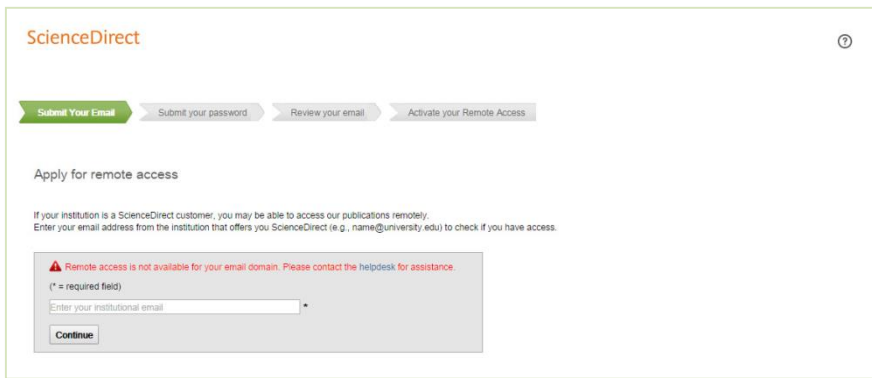 ScienceDirect
?
Submit Your Email Submit your password Review your email Activate your Remote Access
Apply for remote access
If your institution is a ScienceDirect customer, you may be able to access our publications remotely.
Enter your email address from the institution that offers you ScienceDirect (e.g., name@university.edu) to check if you have access.
Remote access is not available for your email domain. Please contact the helpdesk for assistance.
(* = required field)
Enter your institutional email *
Continue